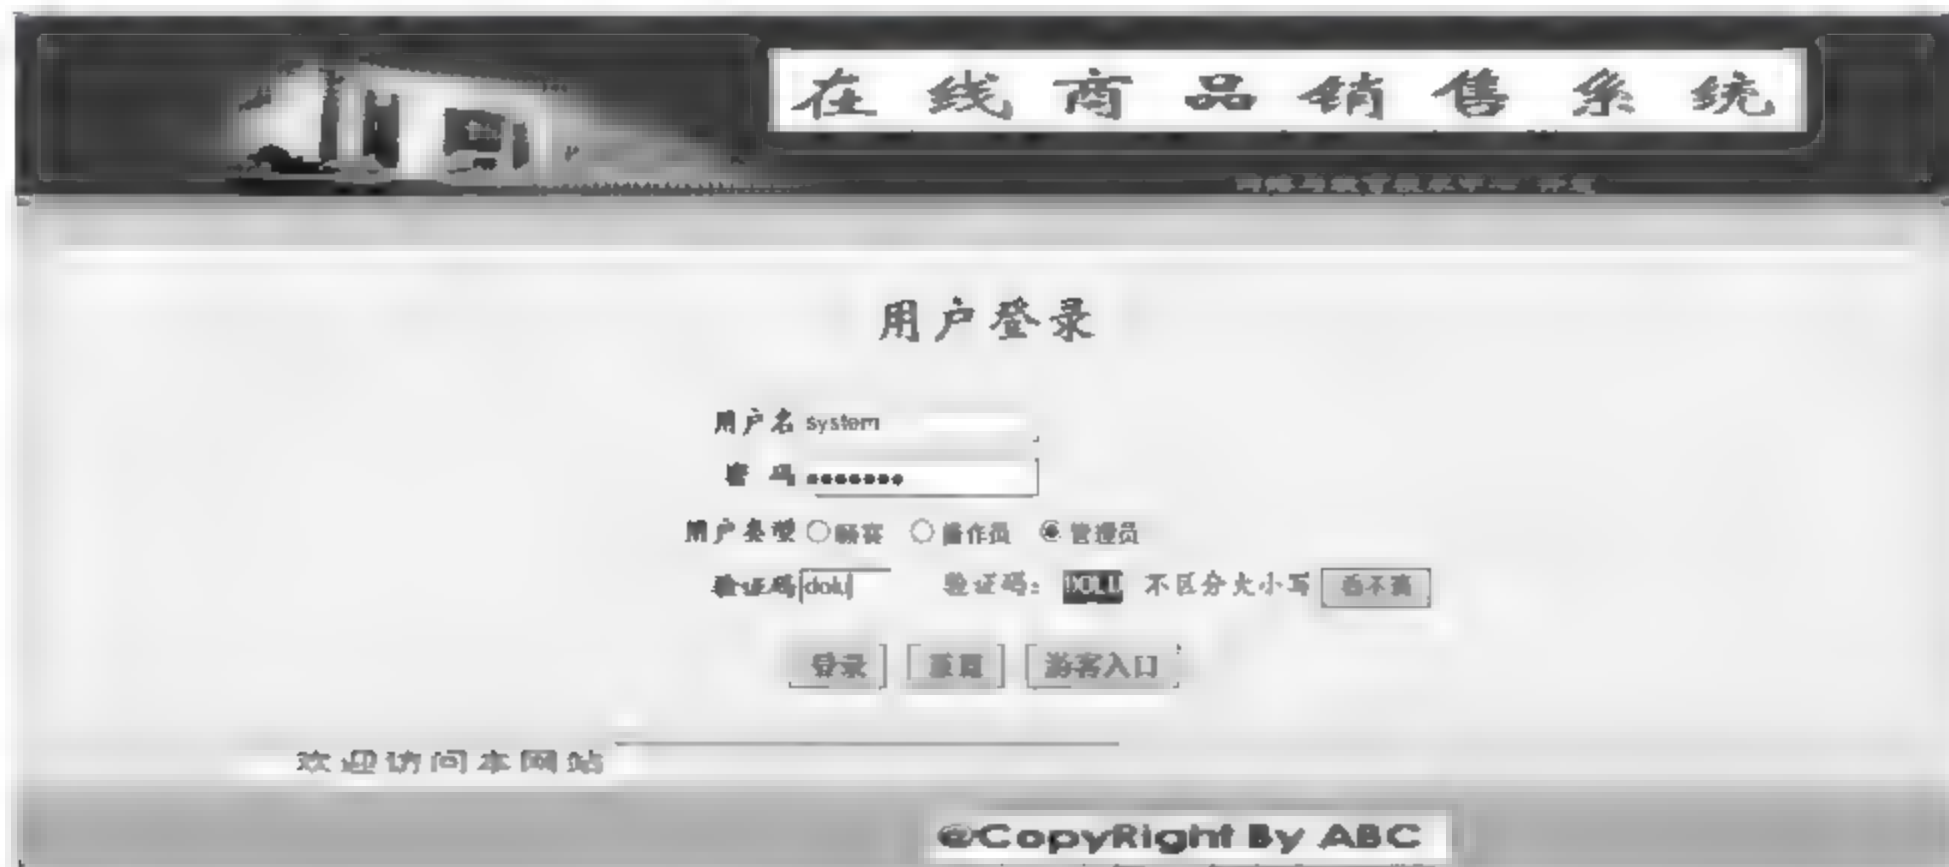 在线商品销售系统
用户登录
用户名 system
密 码 •••••••
用户类型 顾客 操作员 管理员
验证码 doku 验证码： 不区分大小写 看不清
登录 重置 游客入口
欢迎访问本网站
@CopyRight By ABC